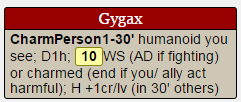 Gygax
CharmPerson1-30' humanoid you
see; D1h; 10 WS (AD if fighting)
or charmed (end if you/ ally act
harmful); H +1cr/lv (in 30' others)